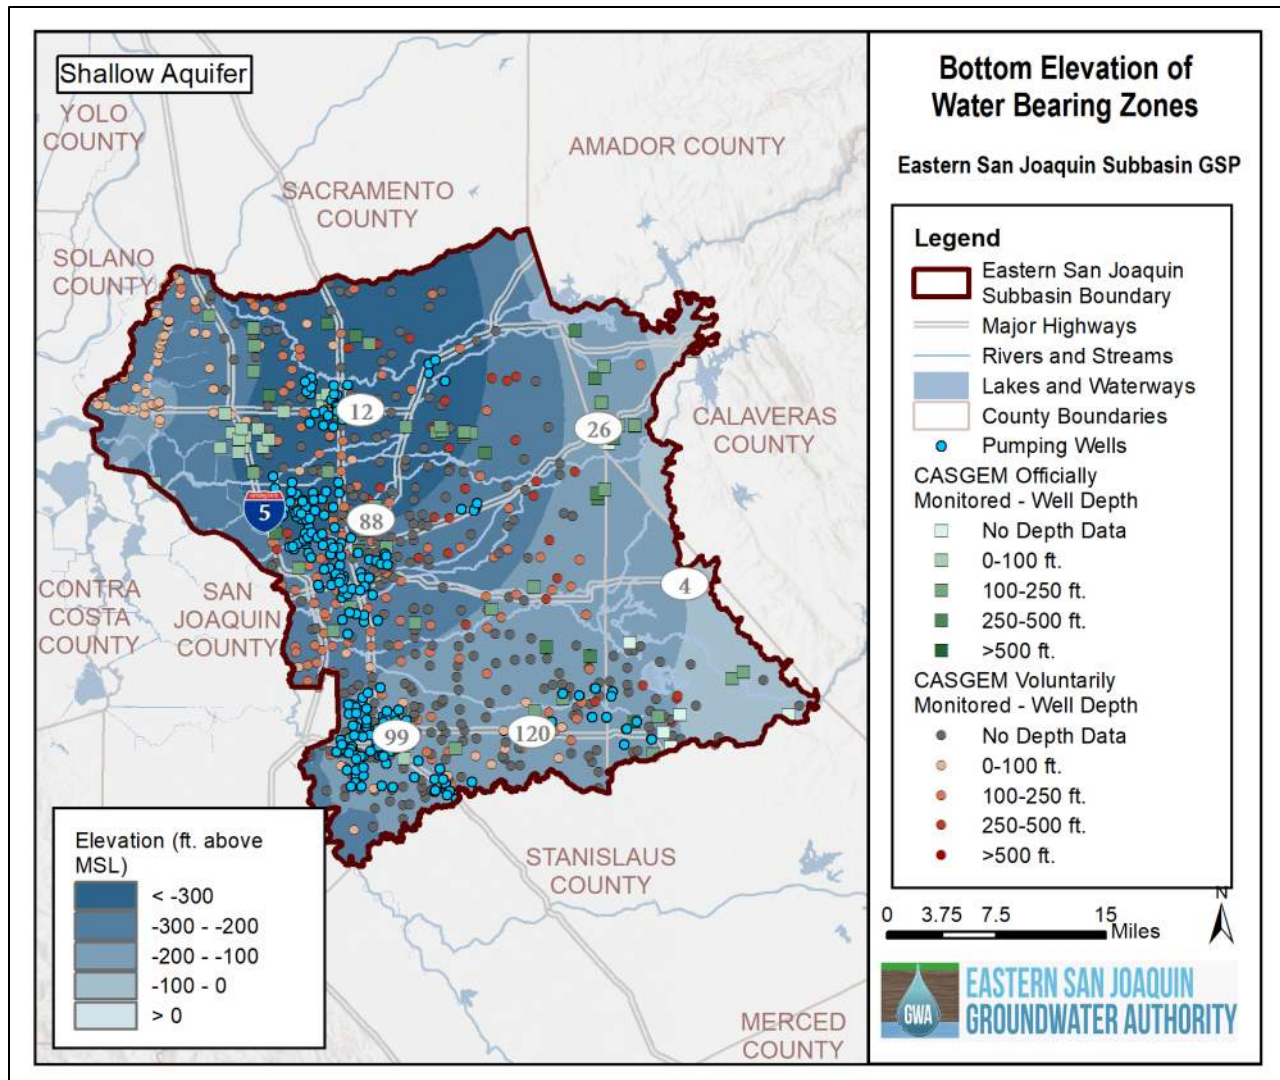 Shallow Aquifer
YOLO
COUNTY
AMADOR COUNTY
SACRAMENTO
COUNTY
SOLANO
COUNTY
12
26
CALAVERAS
COUNTY
5
88
4
CONTRA
COSTA
COUNTY
SAN
JOAQUIN
COUNTY
99
120
STANISLAUS
COUNTY
MERCED
COUNTY
Elevation (ft. above
MSL)
< -300
-300 - -200
-200 - -100
-100 - 0
> 0
Bottom Elevation of
Water Bearing Zones
Eastern San Joaquin Subbasin GSP
Legend
Eastern San Joaquin
Subbasin Boundary
Major Highways
Rivers and Streams
Lakes and Waterways
County Boundaries
Pumping Wells
CASGEM Officially
Monitored - Well Depth
No Depth Data
0-100 ft.
100-250 ft.
250-500 ft.
>500 ft.
CASGEM Voluntarily
Monitored - Well Depth
No Depth Data
0-100 ft.
100-250 ft.
250-500 ft.
>500 ft.
N
0 3.75 7.5 15
Miles
GWA
EASTERN SAN JOAQUIN
GROUNDWATER AUTHORITY